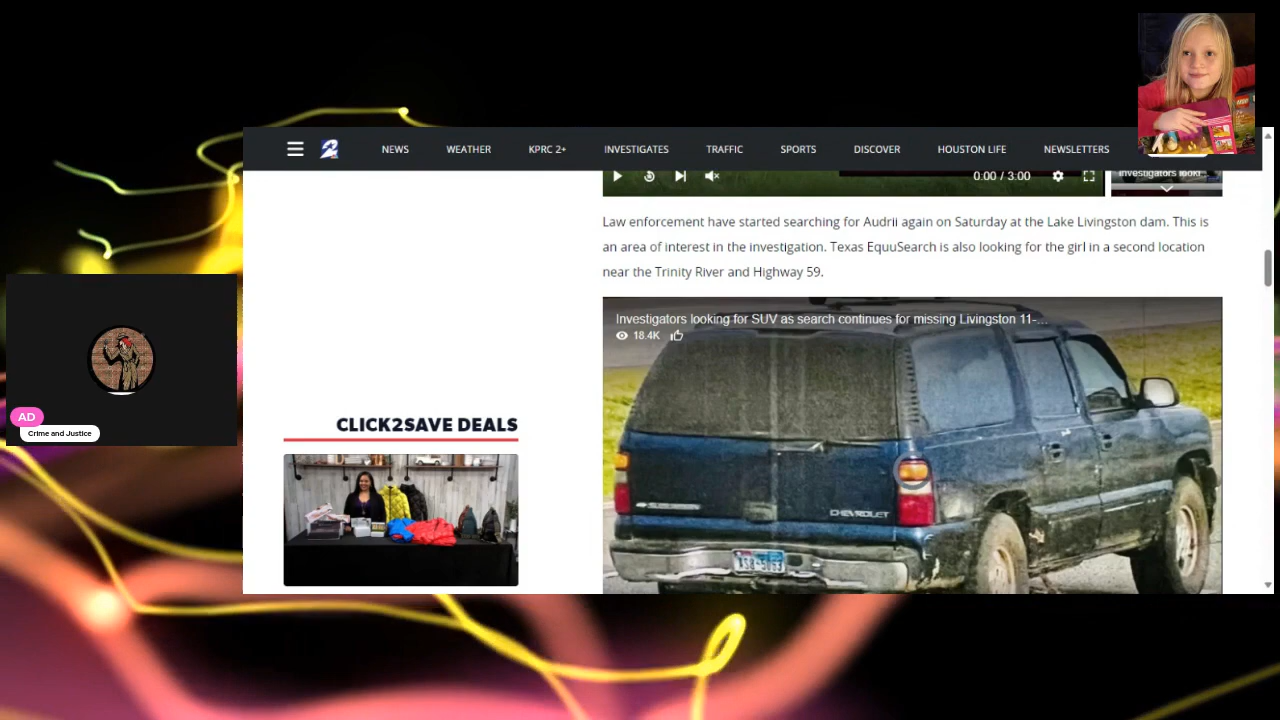 NEWS WEATHER KPRC 2+ INVESTIGATES TRAFFIC SPORTS DISCOVER HOUSTON LIFE NEWSLETTERS
0:00 / 3:00
Law enforcement have started searching for Audrii again on Saturday at the Lake Livingston dam. This is
an area of interest in the investigation. Texas EquuSearch is also looking for the girl in a second location
near the Trinity River and Highway 59.
Investigators looking for SUV as search continues for missing Livingston 11-...
18.4K
CLICK2SAVE DEALS
CHEVROLET
AD
Crime and Justice